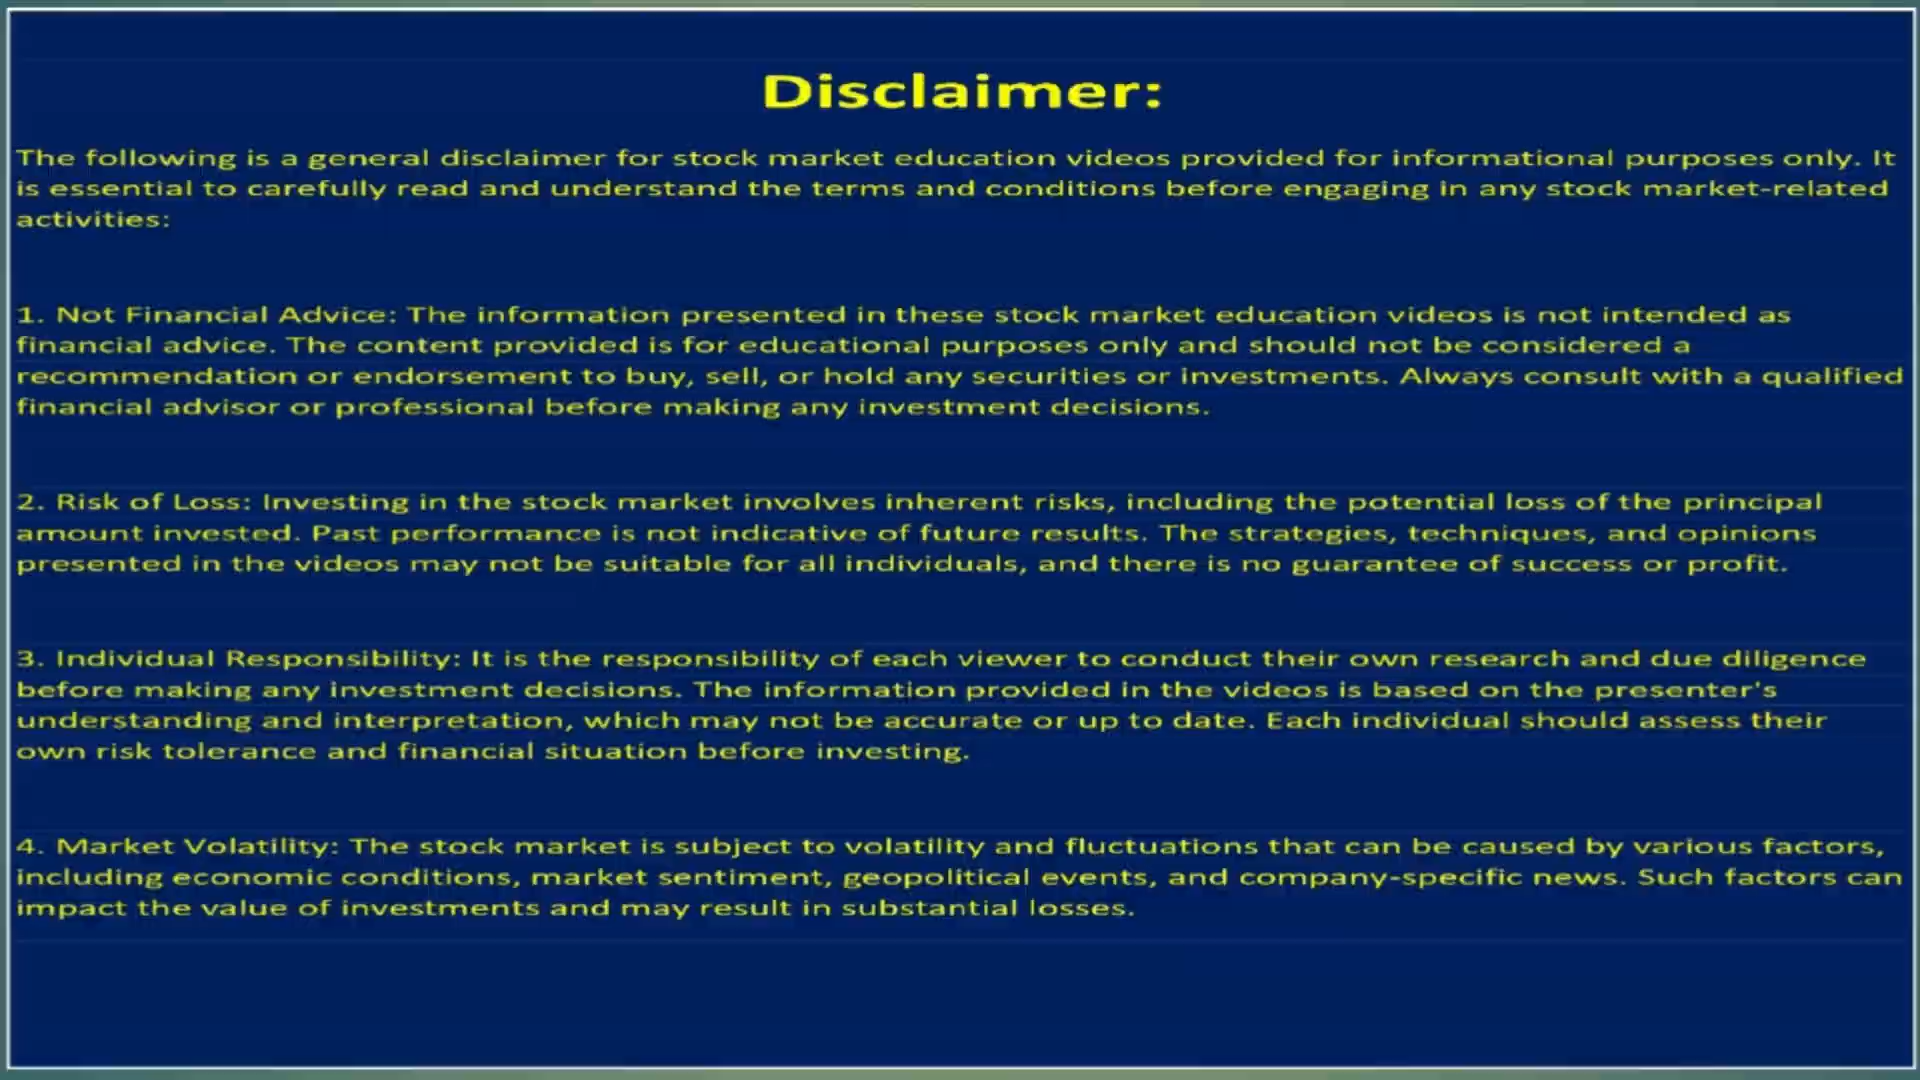 Disclaimer:
The following is a general disclaimer for stock market education videos provided for informational purposes only. It
is essential to carefully read and understand the terms and conditions before engaging in any stock market-related
activities:
1. Not Financial Advice: The information presented in these stock market education videos is not intended as
financial advice. The content provided is for educational purposes only and should not be considered a
recommendation or endorsement to buy, sell, or hold any securities or investments. Always consult with a qualified
financial advisor or professional before making any investment decisions.
2. Risk of Loss: Investing in the stock market involves inherent risks, including the potential loss of the principal
amount invested. Past performance is not indicative of future results. The strategies, techniques, and opinions
presented in the videos may not be suitable for all individuals, and there is no guarantee of success or profit.
3. Individual Responsibility: It is the responsibility of each viewer to conduct their own research and due diligence
before making any investment decisions. The information provided in the videos is based on the presenter's
understanding and interpretation, which may not be accurate or up to date. Each individual should assess their
own risk tolerance and financial situation before investing.
4. Market Volatility: The stock market is subject to volatility and fluctuations that can be caused by various factors,
including economic conditions, market sentiment, geopolitical events, and company-specific news. Such factors can
impact the value of investments and may result in substantial losses.